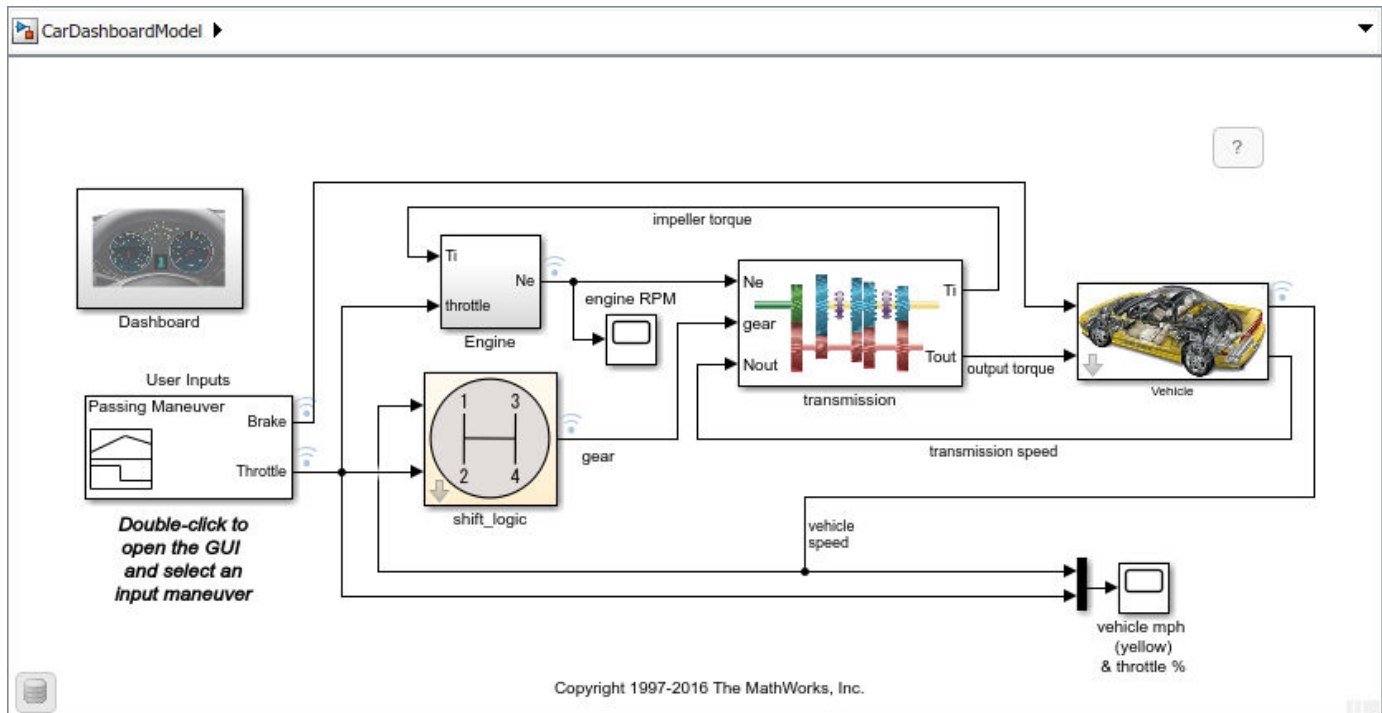 CarDashboardModel
?
impeller torque
Ti
Ne
throttle
Engine
engine RPM
Ne
gear
Nout
Ti
Tout
transmission
output torque
Vehicle
Dashboard
User Inputs
Passing Maneuver
Brake
Throttle
1 3
2 4
shift_logic
gear
transmission speed
Double-click to
open the GUI
and select an
input maneuver
vehicle
speed
vehicle mph
(yellow)
& throttle %
Copyright 1997-2016 The MathWorks, Inc.